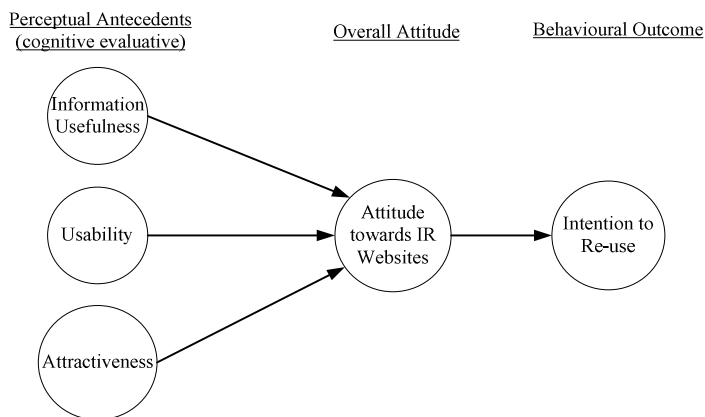 Perceptual Antecedents
(cognitive evaluative)
Overall Attitude
Behavioural Outcome
Information
Usefulness
Usability
Attractiveness
Attitude
towards IR
Websites
Intention to
Re-use